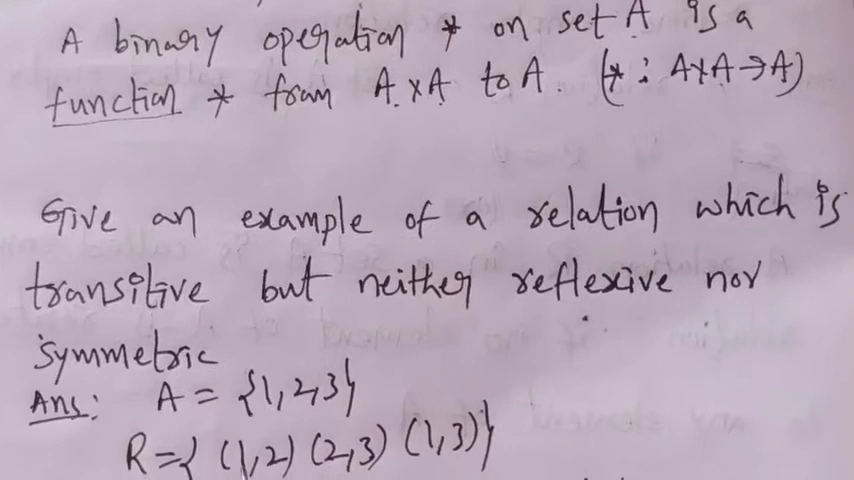 A binary operation * on set A is a
function * from A × A to A. (* : A×A→A)
Give an example of a relation which is
transitive but neither reflexive nor
symmetric
Ans: A = {1,2,3}
R={ (1,2) (2,3) (1,3)}